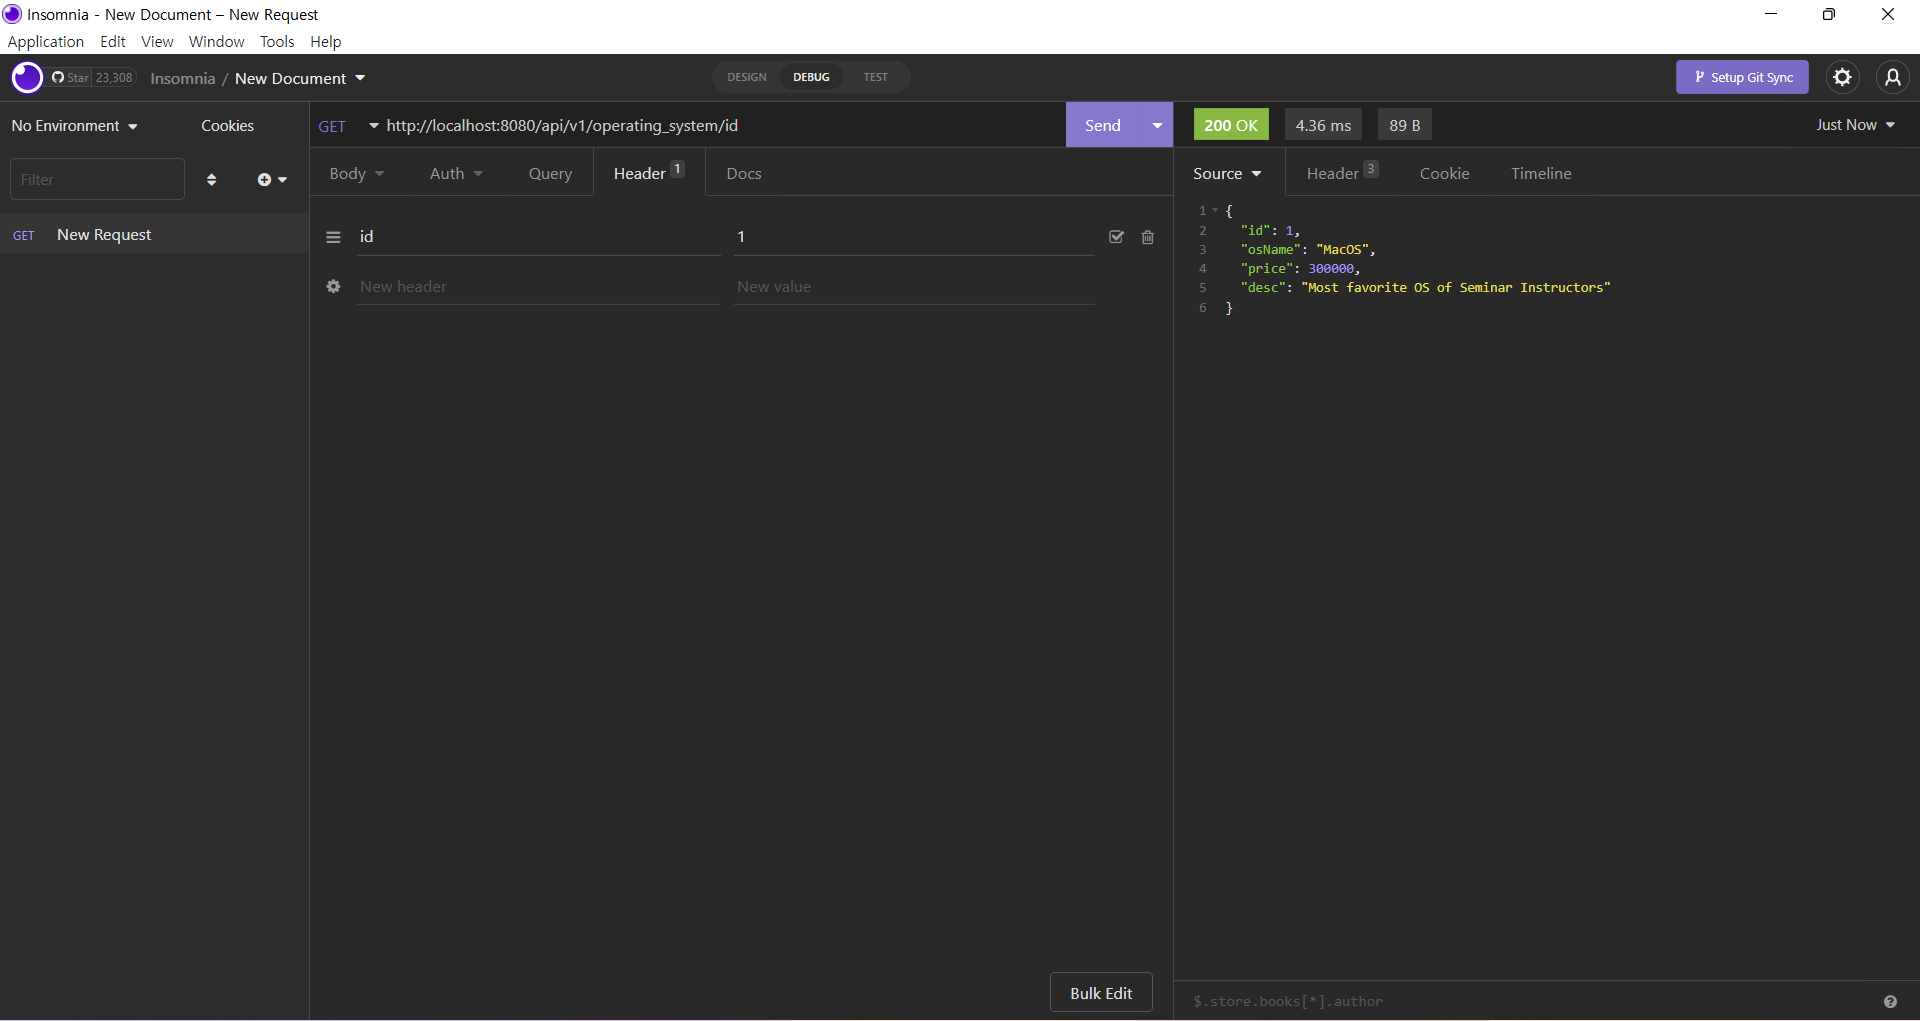 Insomnia - New Document – New Request
Application Edit View Window Tools Help
Star 23,308 Insomnia / New Document DESIGN DEBUG TEST Setup Git Sync
No Environment Cookies
Filter
GET New Request
GET http://localhost:8080/api/v1/operating_system/id Send
Body Auth Query Header 1 Docs
id 1
New header New value
Bulk Edit
200 OK 4.36 ms 89 B Just Now
Source Header 3 Cookie Timeline
1 {
2 "id": 1,
3 "osName": "MacOS",
4 "price": 300000,
5 "desc": "Most favorite OS of Seminar Instructors"
6 }
$.store.books[*].author